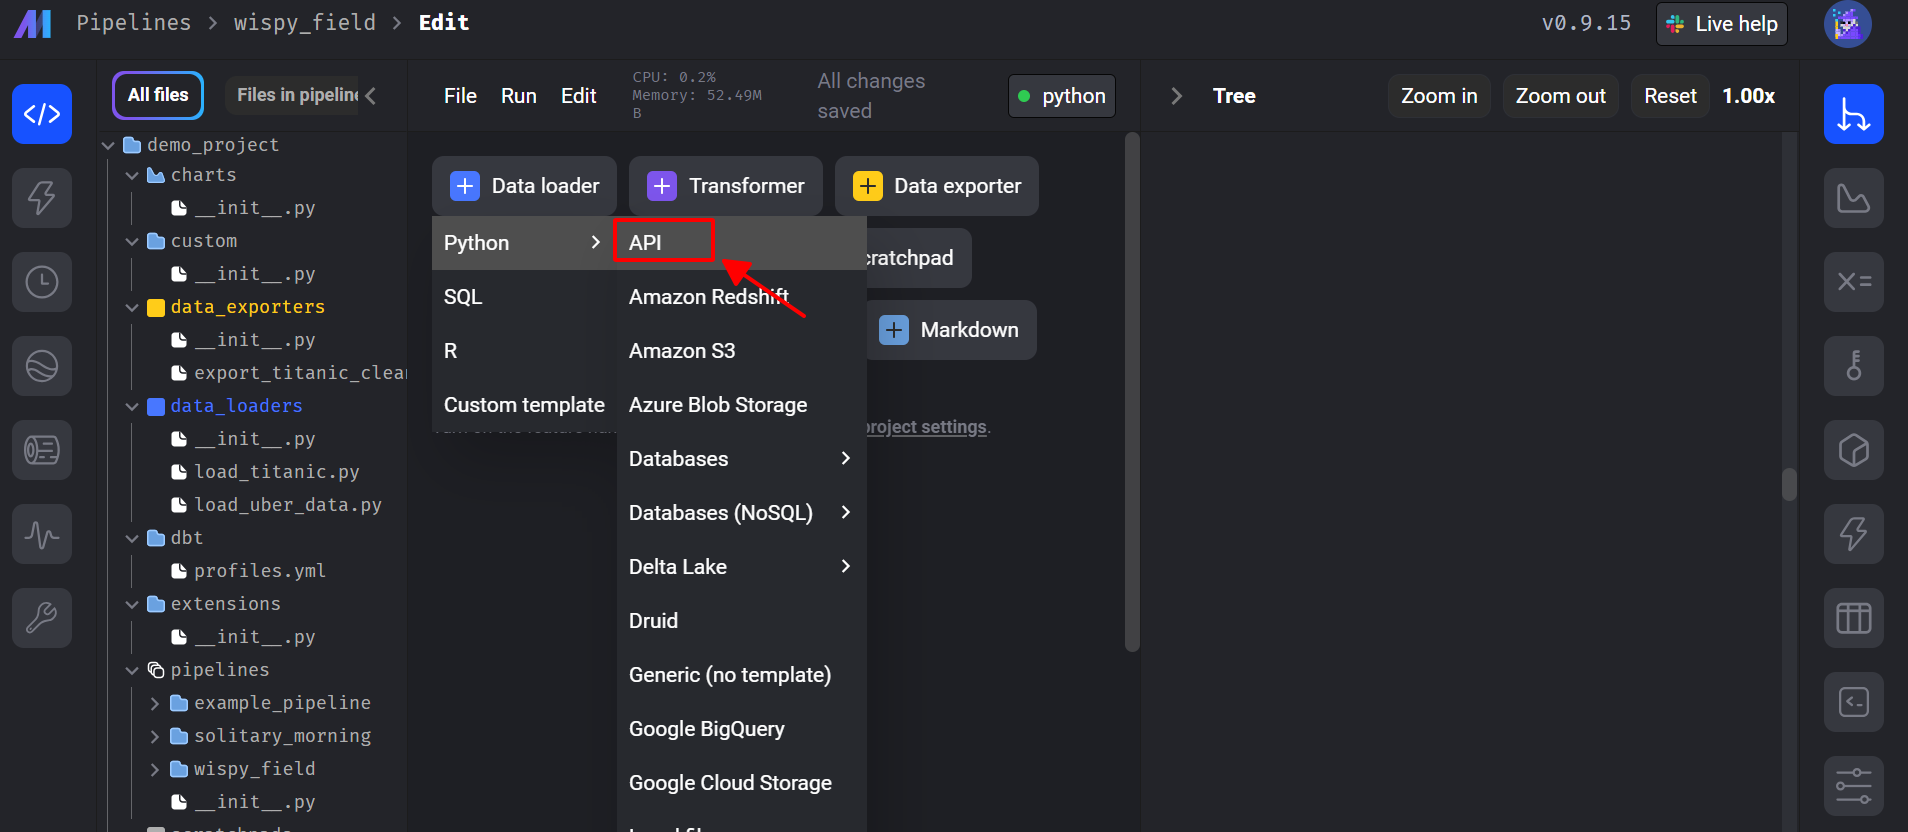 Pipelines > wispy_field > Edit
v0.9.15
Live help
All files
Files in pipeline
File
Run
Edit
CPU: 0.2%
Memory: 52.49M
B
All changes
saved
python
Tree
Zoom in
Zoom out
Reset
1.00x
demo_project
charts
__init__.py
custom
__init__.py
data_exporters
__init__.py
export_titanic_clea
data_loaders
__init__.py
load_titanic.py
load_uber_data.py
dbt
profiles.yml
extensions
__init__.py
pipelines
example_pipeline
solitary_morning
wispy_field
__init__.py
Data loader
Transformer
Data exporter
cratchpad
Markdown
roject settings.
Python
SQL
R
Custom template
API
Amazon Redshift
Amazon S3
Azure Blob Storage
Databases
Databases (NoSQL)
Delta Lake
Druid
Generic (no template)
Google BigQuery
Google Cloud Storage